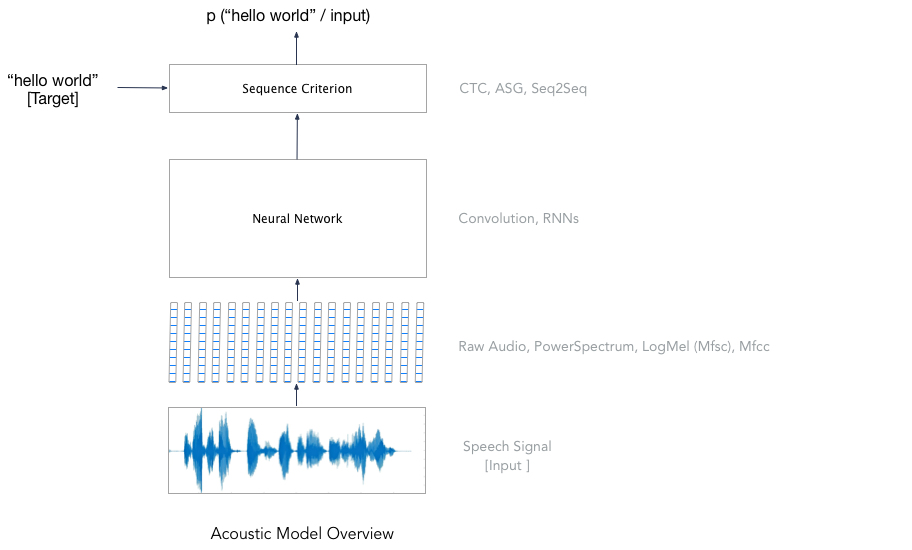 p (“hello world” / input)
“hello world”
[Target]
Sequence Criterion
CTC, ASG, Seq2Seq
Neural Network
Convolution, RNNs
Raw Audio, PowerSpectrum, LogMel (Mfsc), Mfcc
Speech Signal
[Input ]
Acoustic Model Overview